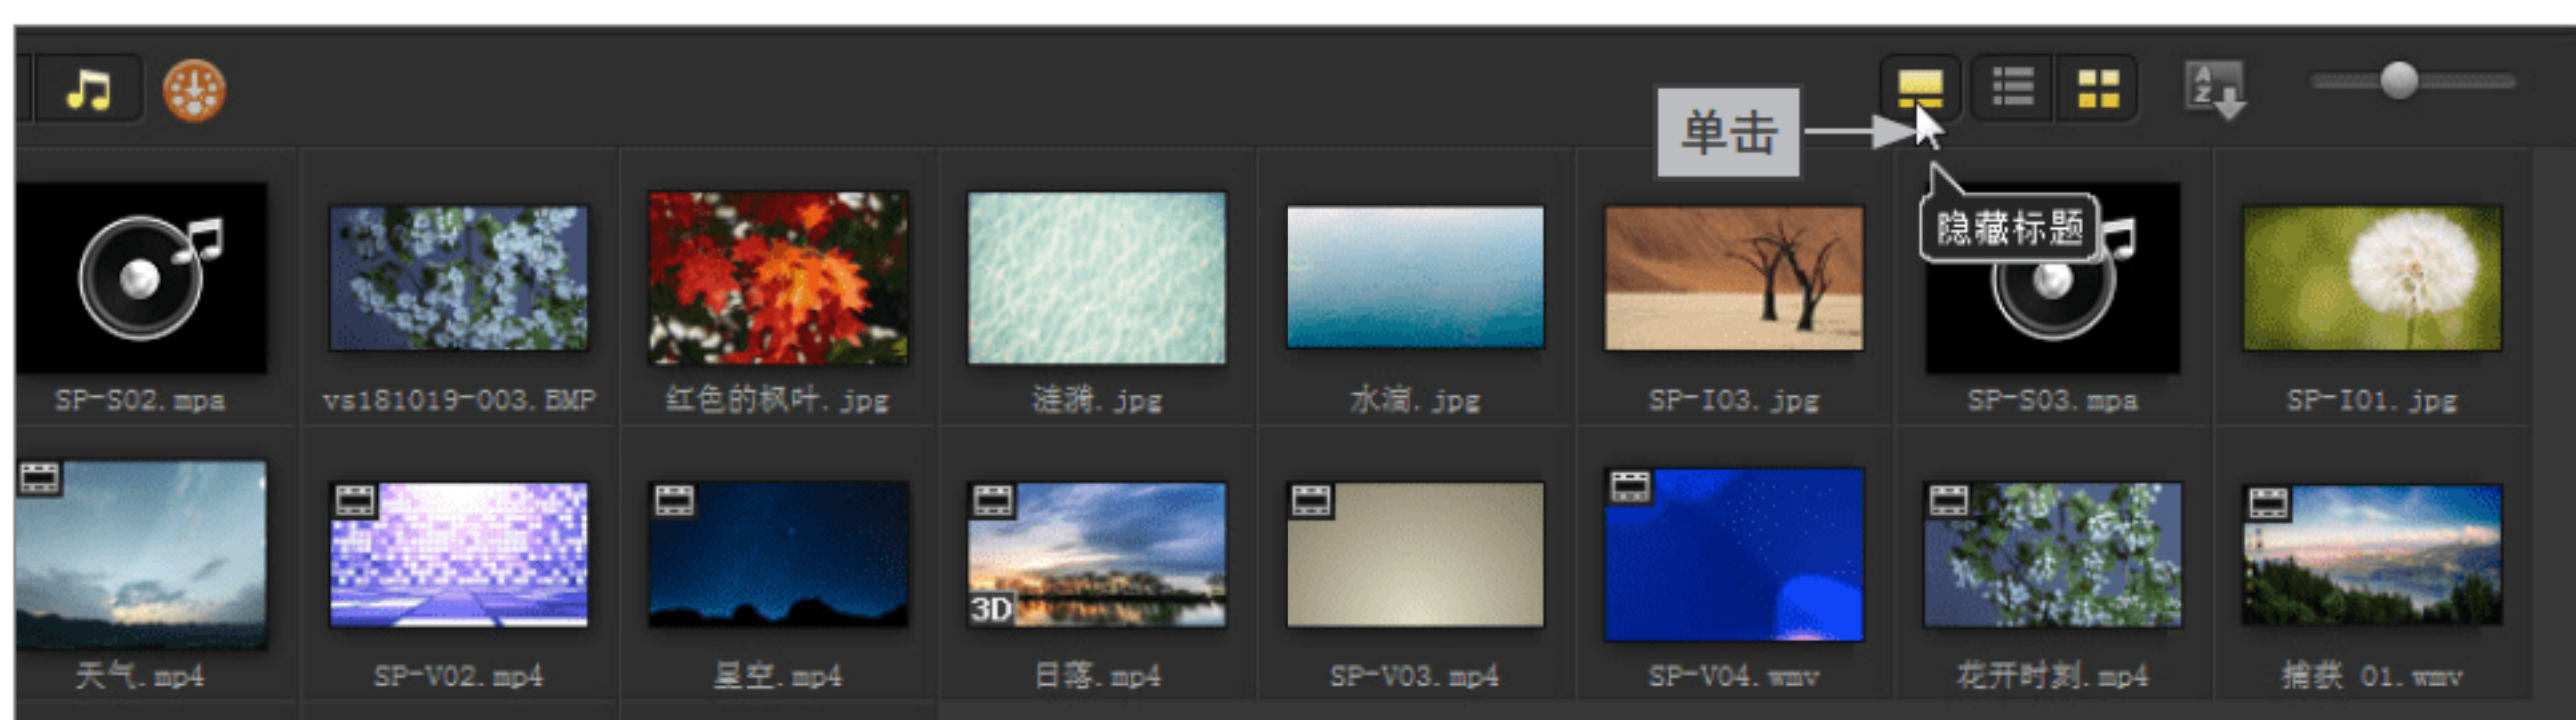 A
Z
单击
隐藏标题
SP-S02.mpa
vs181019-003.BMP
红色的枫叶.jpg
涟漪.jpg
水滴.jpg
SP-I03.jpg
SP-S03.mpa
SP-I01.jpg
3D
天气.mp4
SP-V02.mp4
星空.mp4
日落.mp4
SP-V03.mp4
SP-V04.wmv
花开时刻.mp4
捕获 01.wmv